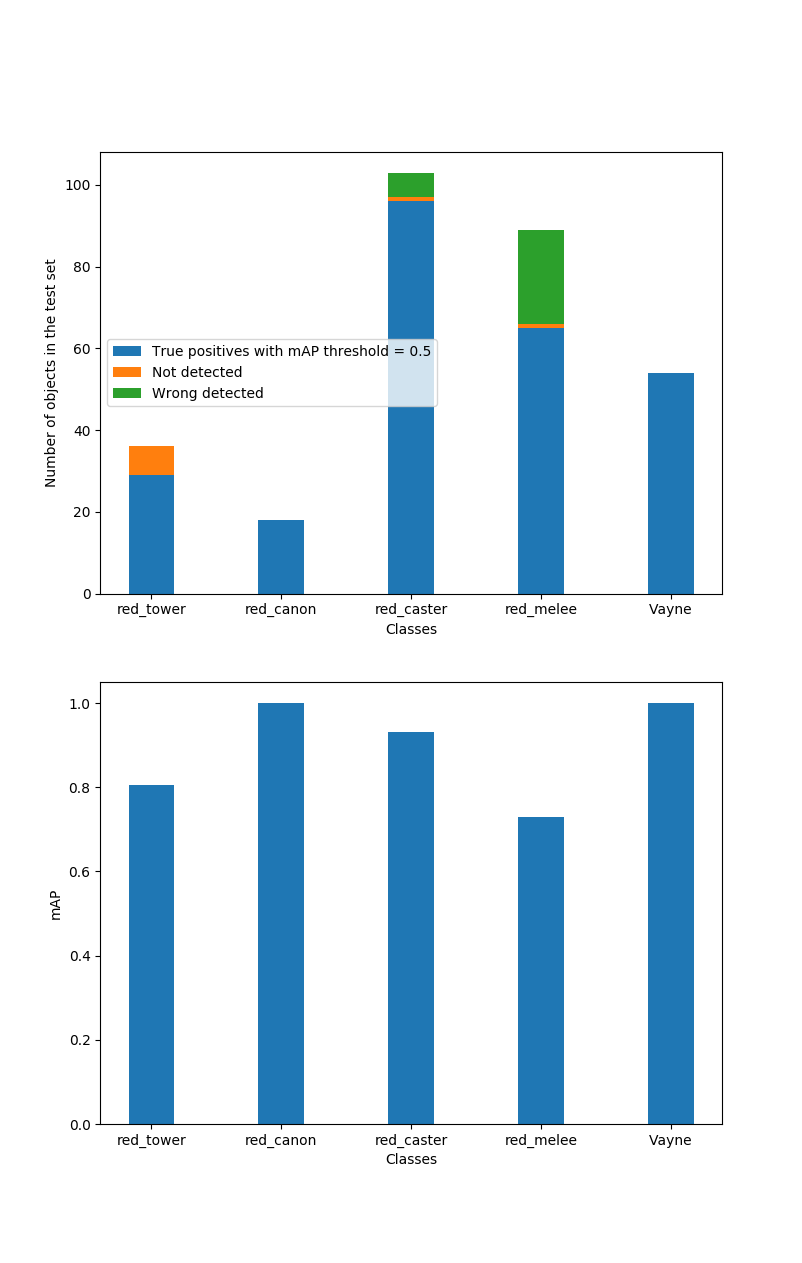 Number of objects in the test set
100
80
60
40
20
0
True positives with mAP threshold = 0.5
Not detected
Wrong detected
red_tower red_canon red_caster red_melee Vayne
Classes
mAP
1.0
0.8
0.6
0.4
0.2
0.0
red_tower red_canon red_caster red_melee Vayne
Classes